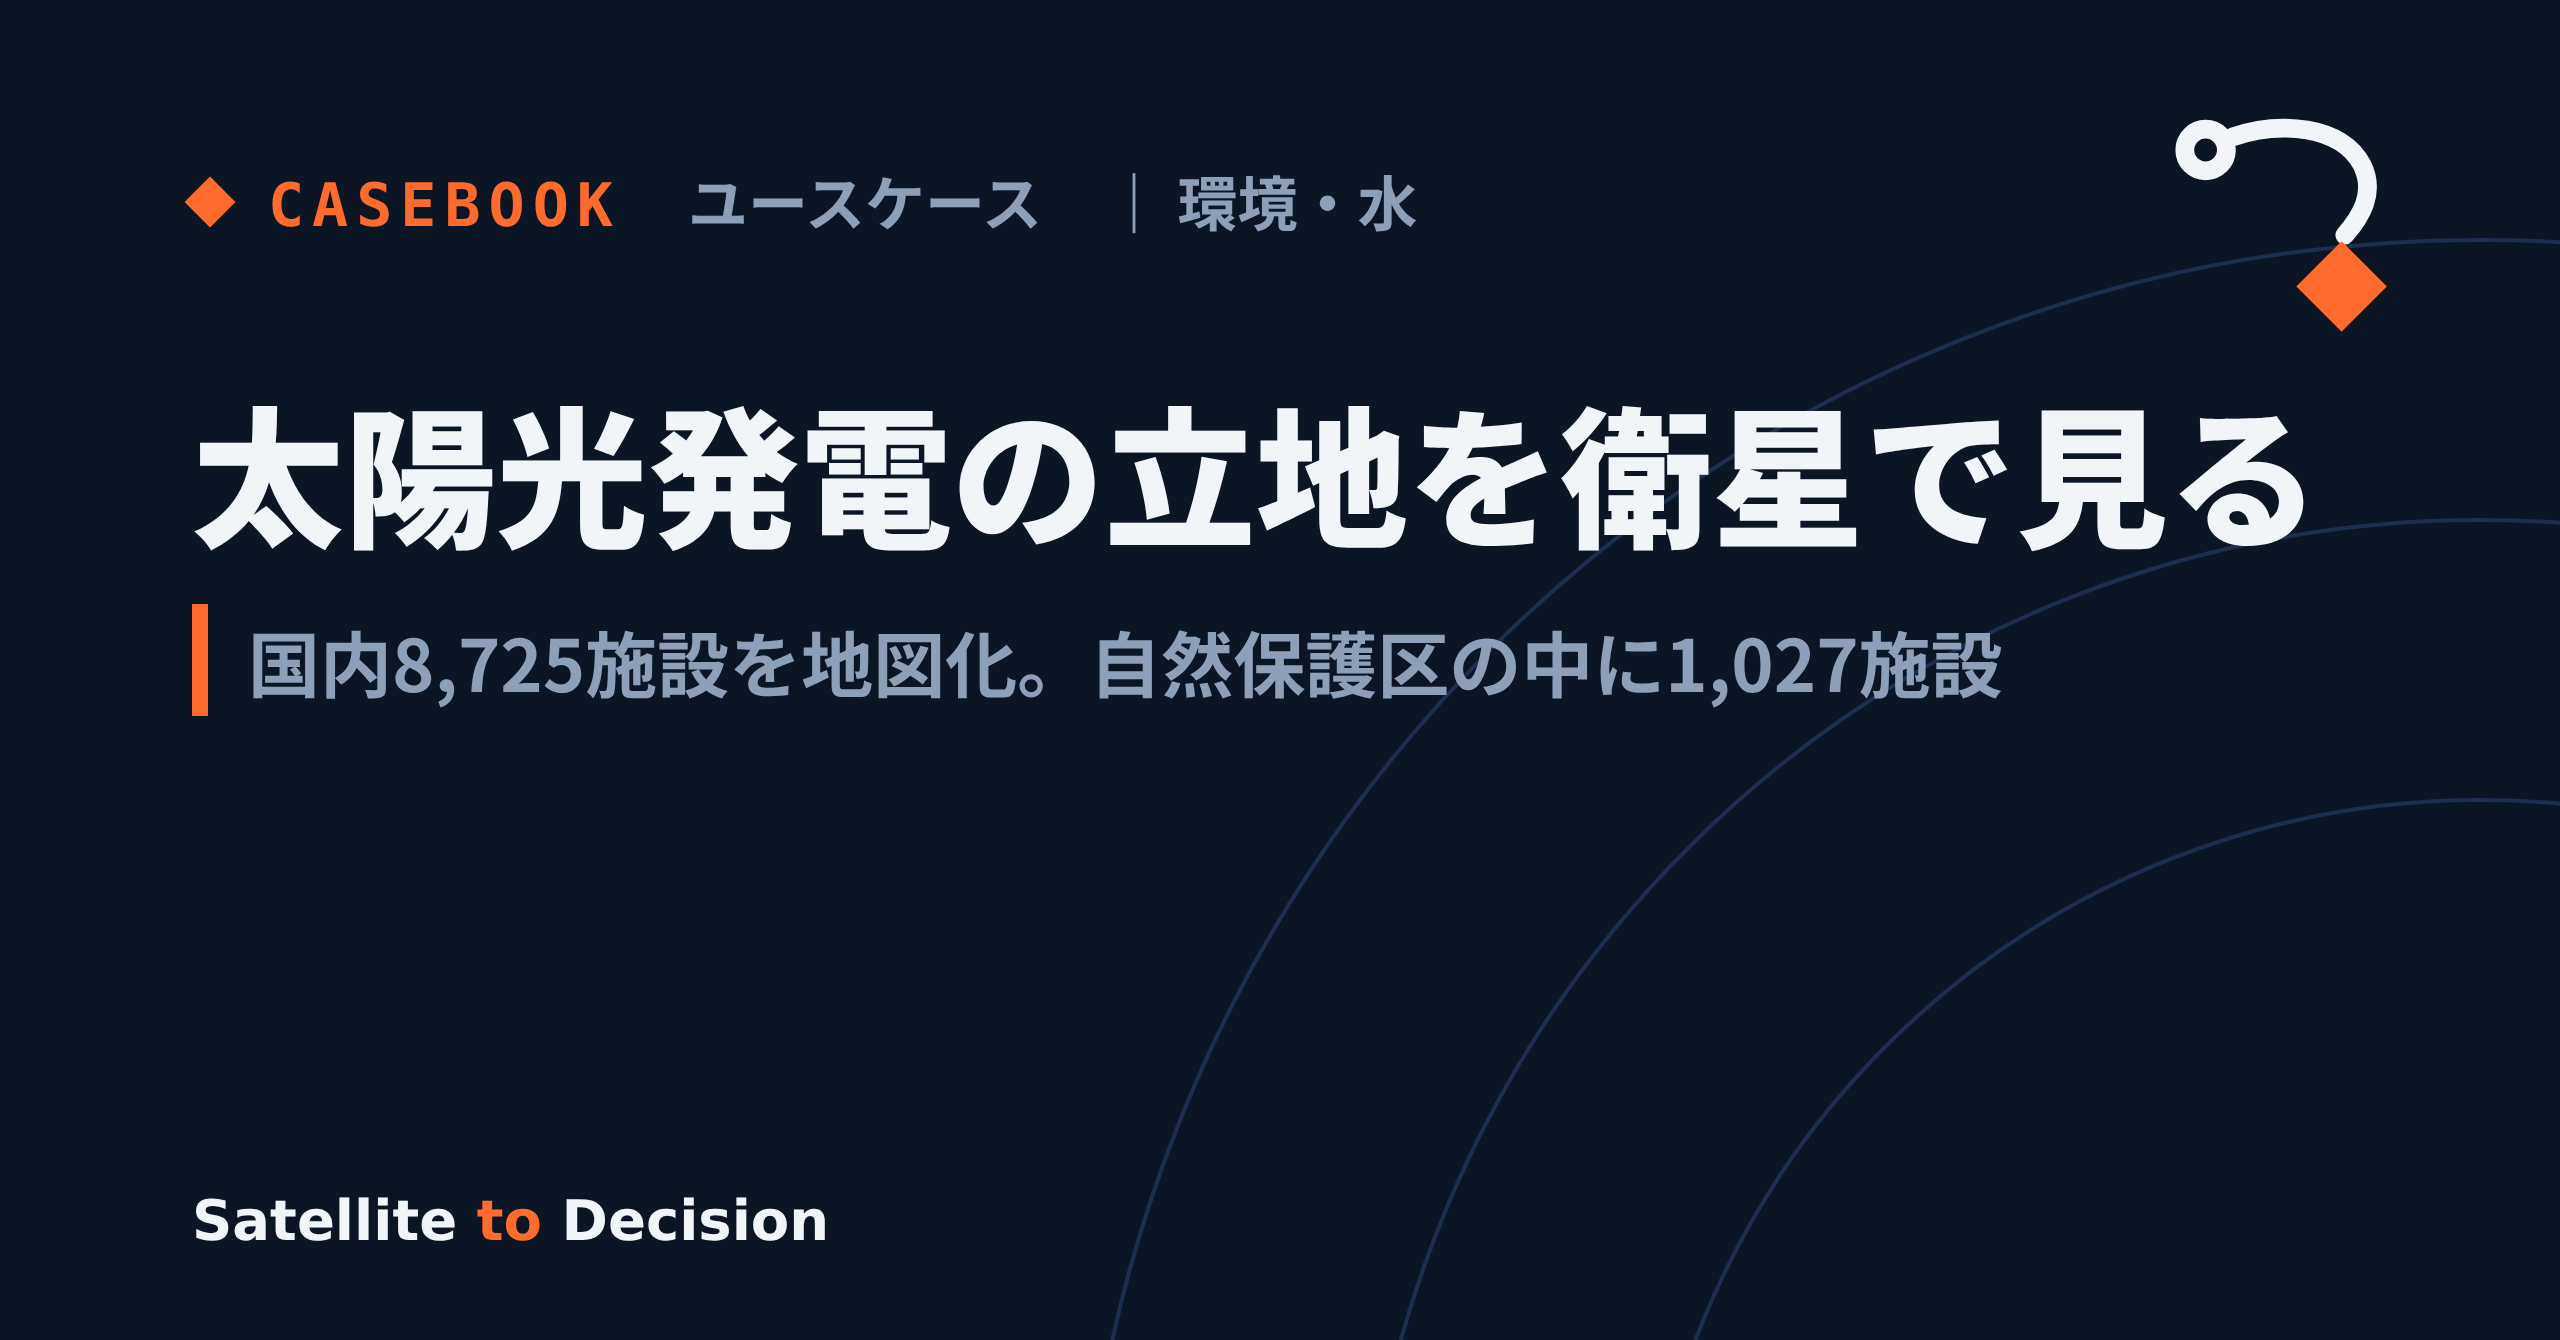 CASEBOOK ユースケース | 環境・水
太陽光発電の立地を衛星で見る
国内8,725施設を地図化。自然保護区の中に1,027施設
Satellite to Decision